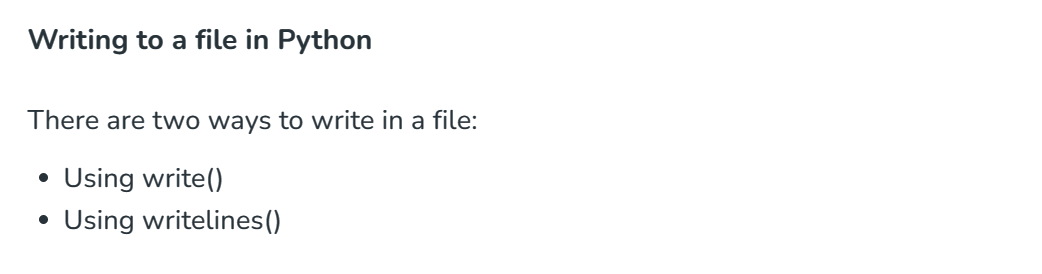 Writing to a file in Python
There are two ways to write in a file:
• Using write()
• Using writelines()